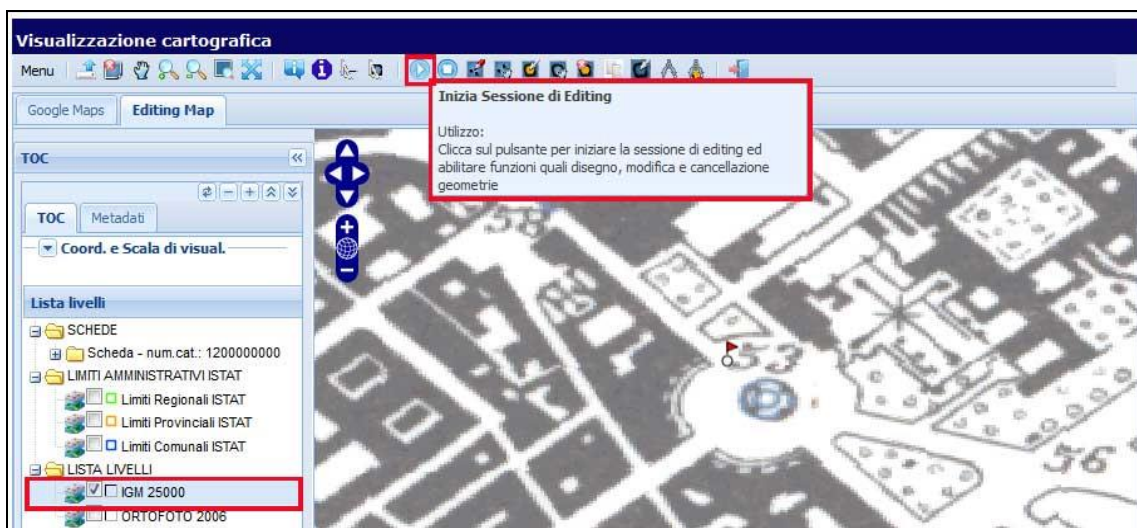 Visualizzazione cartografica
Menu
Google Maps
Editing Map
Inizia Sessione di Editing
Utilizzo:
Clicca sul pulsante per iniziare la sessione di editing ed
abilitare funzioni quali disegno, modifica e cancellazione
geometrie
TOC
TOC
Metadati
Coord. e Scala di visual.
Lista livelli
SCHEDE
Scheda - num.cat.: 1200000000
LIMITI AMMINISTRATIVI ISTAT
Limiti Regionali ISTAT
Limiti Provinciali ISTAT
Limiti Comunali ISTAT
LISTA LIVELLI
IGM 25000
ORTOFOTO 2006
58
53
56